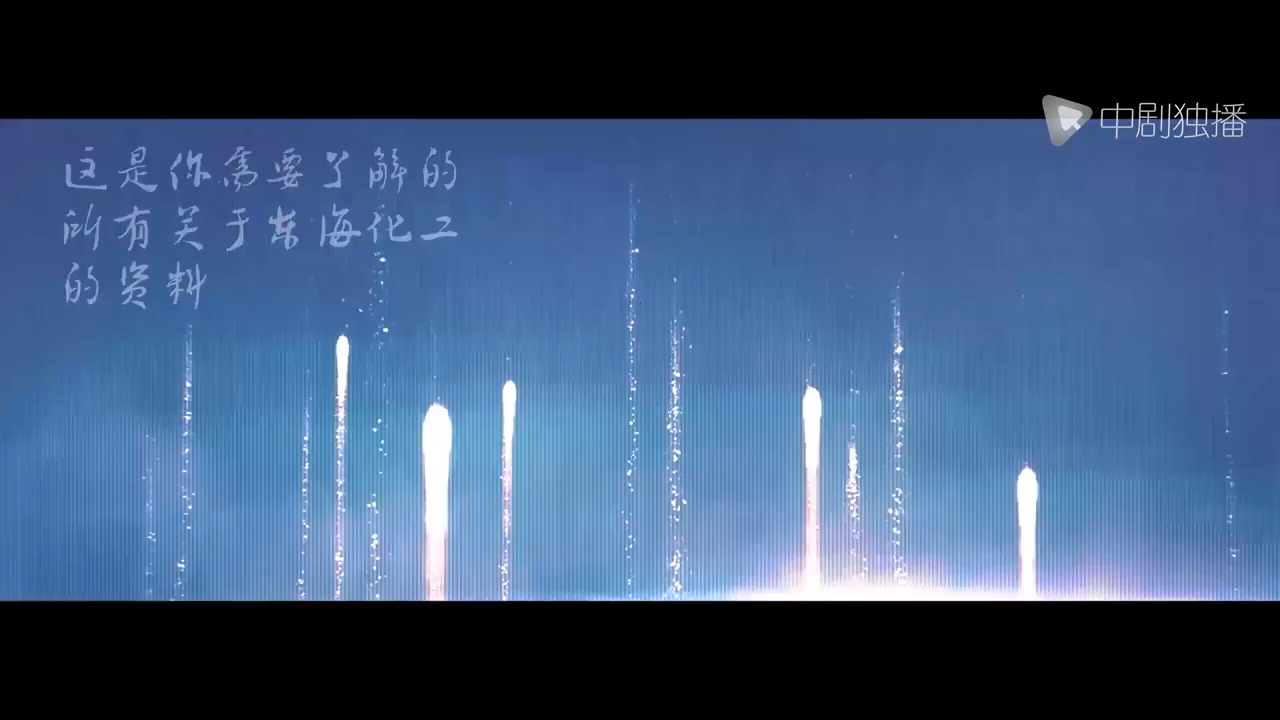 中剧独播
这是你需要了解的
所有关于东海化工
的资料